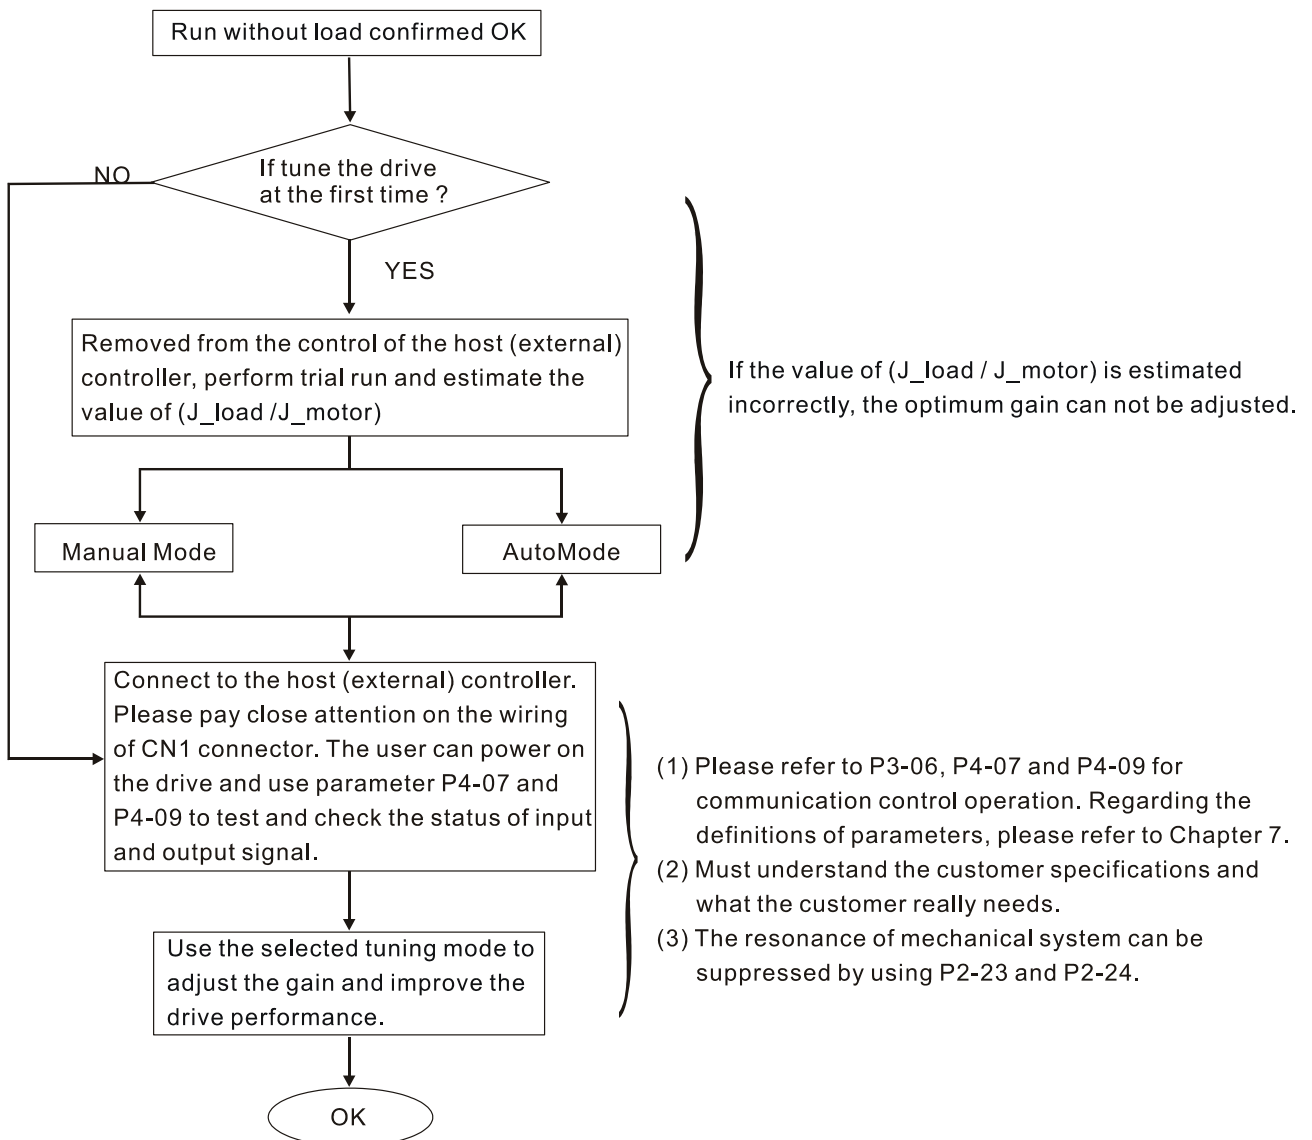 Run without load confirmed OK
If tune the drive
at the first time ?
NO
YES
Removed from the control of the host (external)
controller, perform trial run and estimate the
value of (J_load /J_motor)
If the value of (J_load / J_motor) is estimated
incorrectly, the optimum gain can not be adjusted.
Manual Mode
AutoMode
Connect to the host (external) controller.
Please pay close attention on the wiring
of CN1 connector. The user can power on
the drive and use parameter P4-07 and
P4-09 to test and check the status of input
and output signal.
(1) Please refer to P3-06, P4-07 and P4-09 for
communication control operation. Regarding the
definitions of parameters, please refer to Chapter 7.
(2) Must understand the customer specifications and
what the customer really needs.
(3) The resonance of mechanical system can be
suppressed by using P2-23 and P2-24.
Use the selected tuning mode to
adjust the gain and improve the
drive performance.
OK